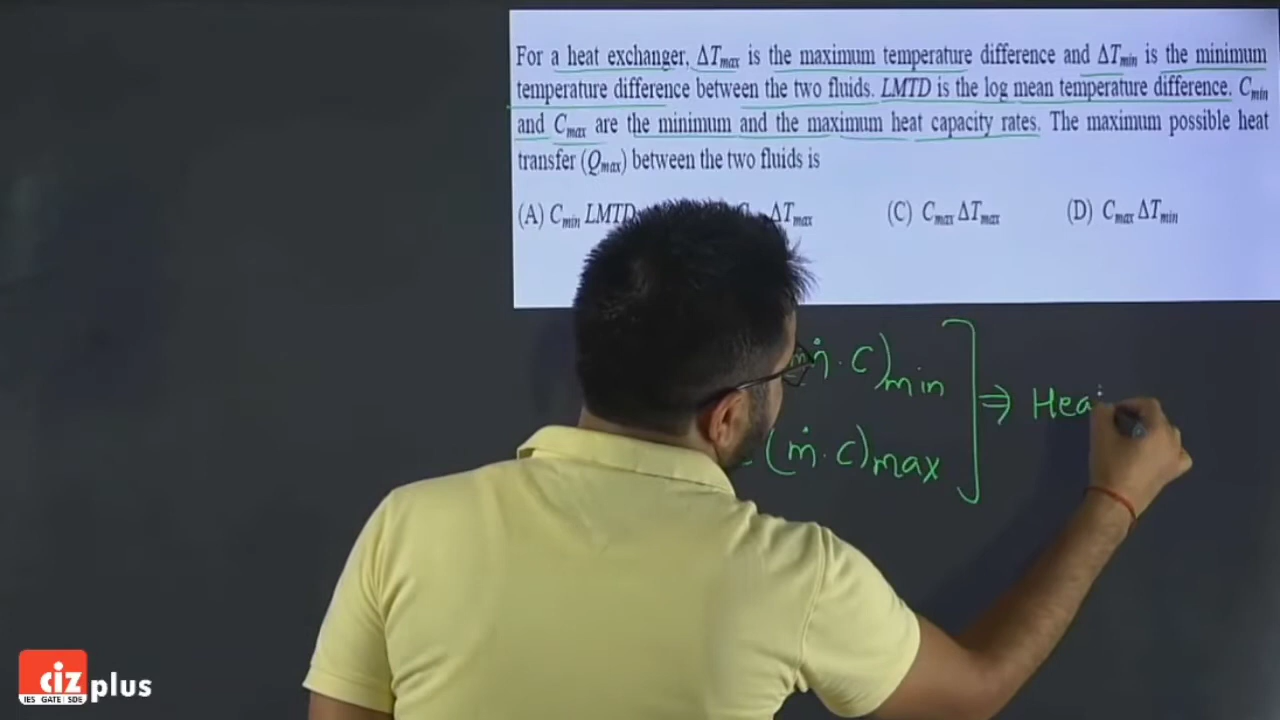 For a heat exchanger, ΔTmax is the maximum temperature difference and ΔTmin is the minimum
temperature difference between the two fluids. LMTD is the log mean temperature difference. Cmin
and Cmax are the minimum and the maximum heat capacity rates. The maximum possible heat
transfer (Qmax) between the two fluids is
(A) Cmin LMTD ΔTmax (C) Cmax ΔTmax (D) Cmax ΔTmin
ṁ · C)min
⇒ Hea
(ṁ · C)max
ciz plus
IES GATE SDE